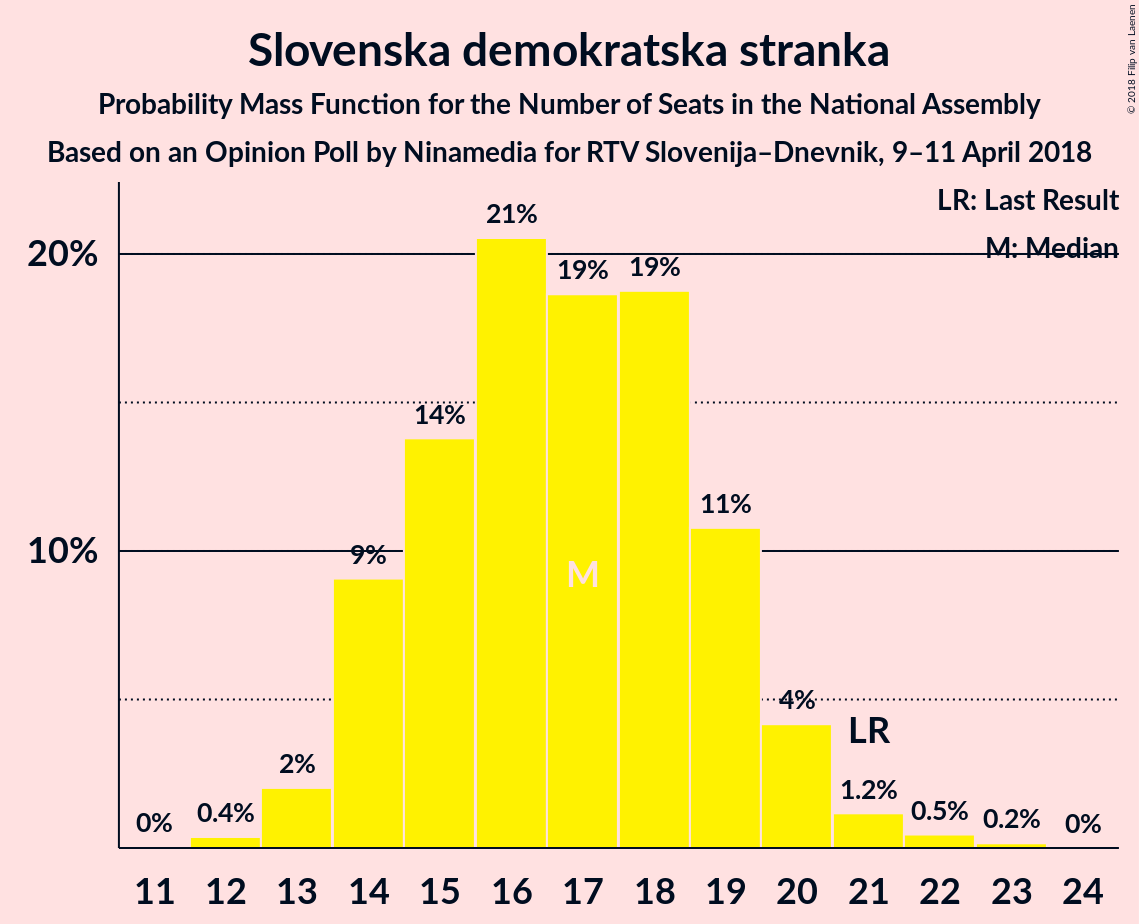 Slovenska demokratska stranka
Probability Mass Function for the Number of Seats in the National Assembly
Based on an Opinion Poll by Ninamedia for RTV Slovenija–Dnevnik, 9–11 April 2018
© 2018 Filip van Laenen
LR: Last Result
M: Median
20%
10%
0%
0.4%
2%
9%
14%
21%
19%
19%
11%
4%
1.2%
0.5%
0.2%
0%
M
LR
11 12 13 14 15 16 17 18 19 20 21 22 23 24